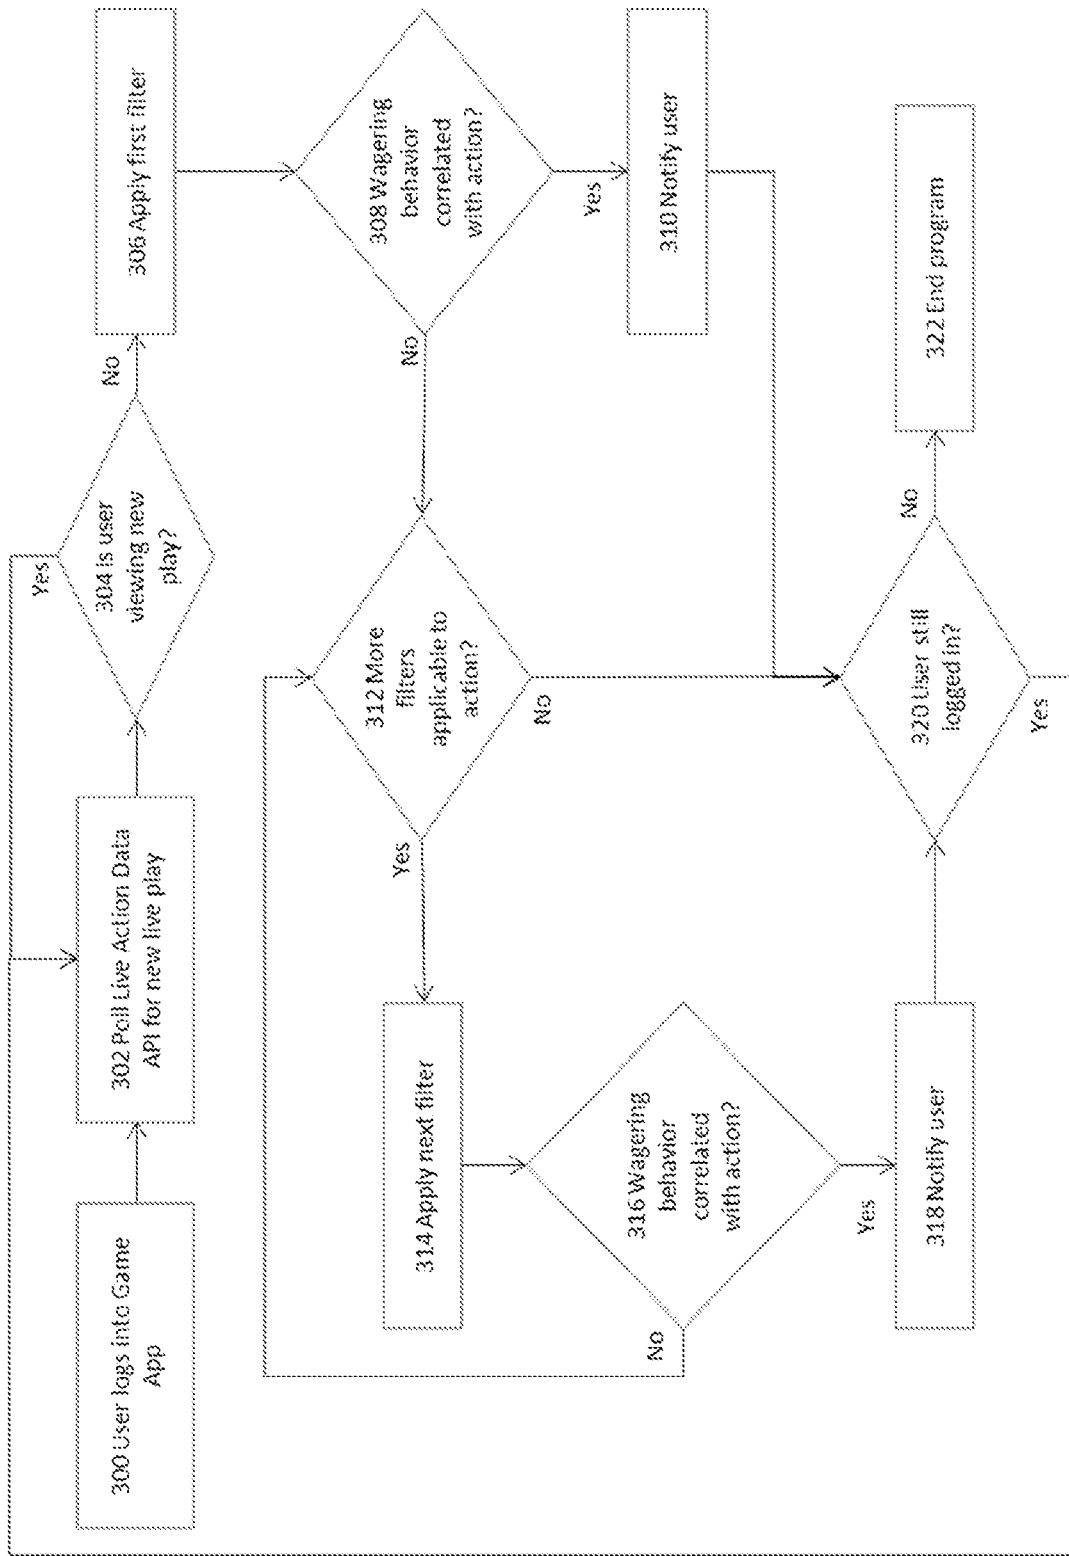 300 User logs into Game
App
302 Poll Live Action Data
API for new live play
304 is user
viewing new
play?
Yes
No
306 Apply first filter
308 Wagering
behavior
correlated
with action?
No
Yes
310 Notify user
312 More
filters
applicable to
action?
Yes
No
314 Apply next filter
316 Wagering
behavior
correlated
with action?
No
Yes
318 Notify user
320 User still
logged in?
No
Yes
322 End program